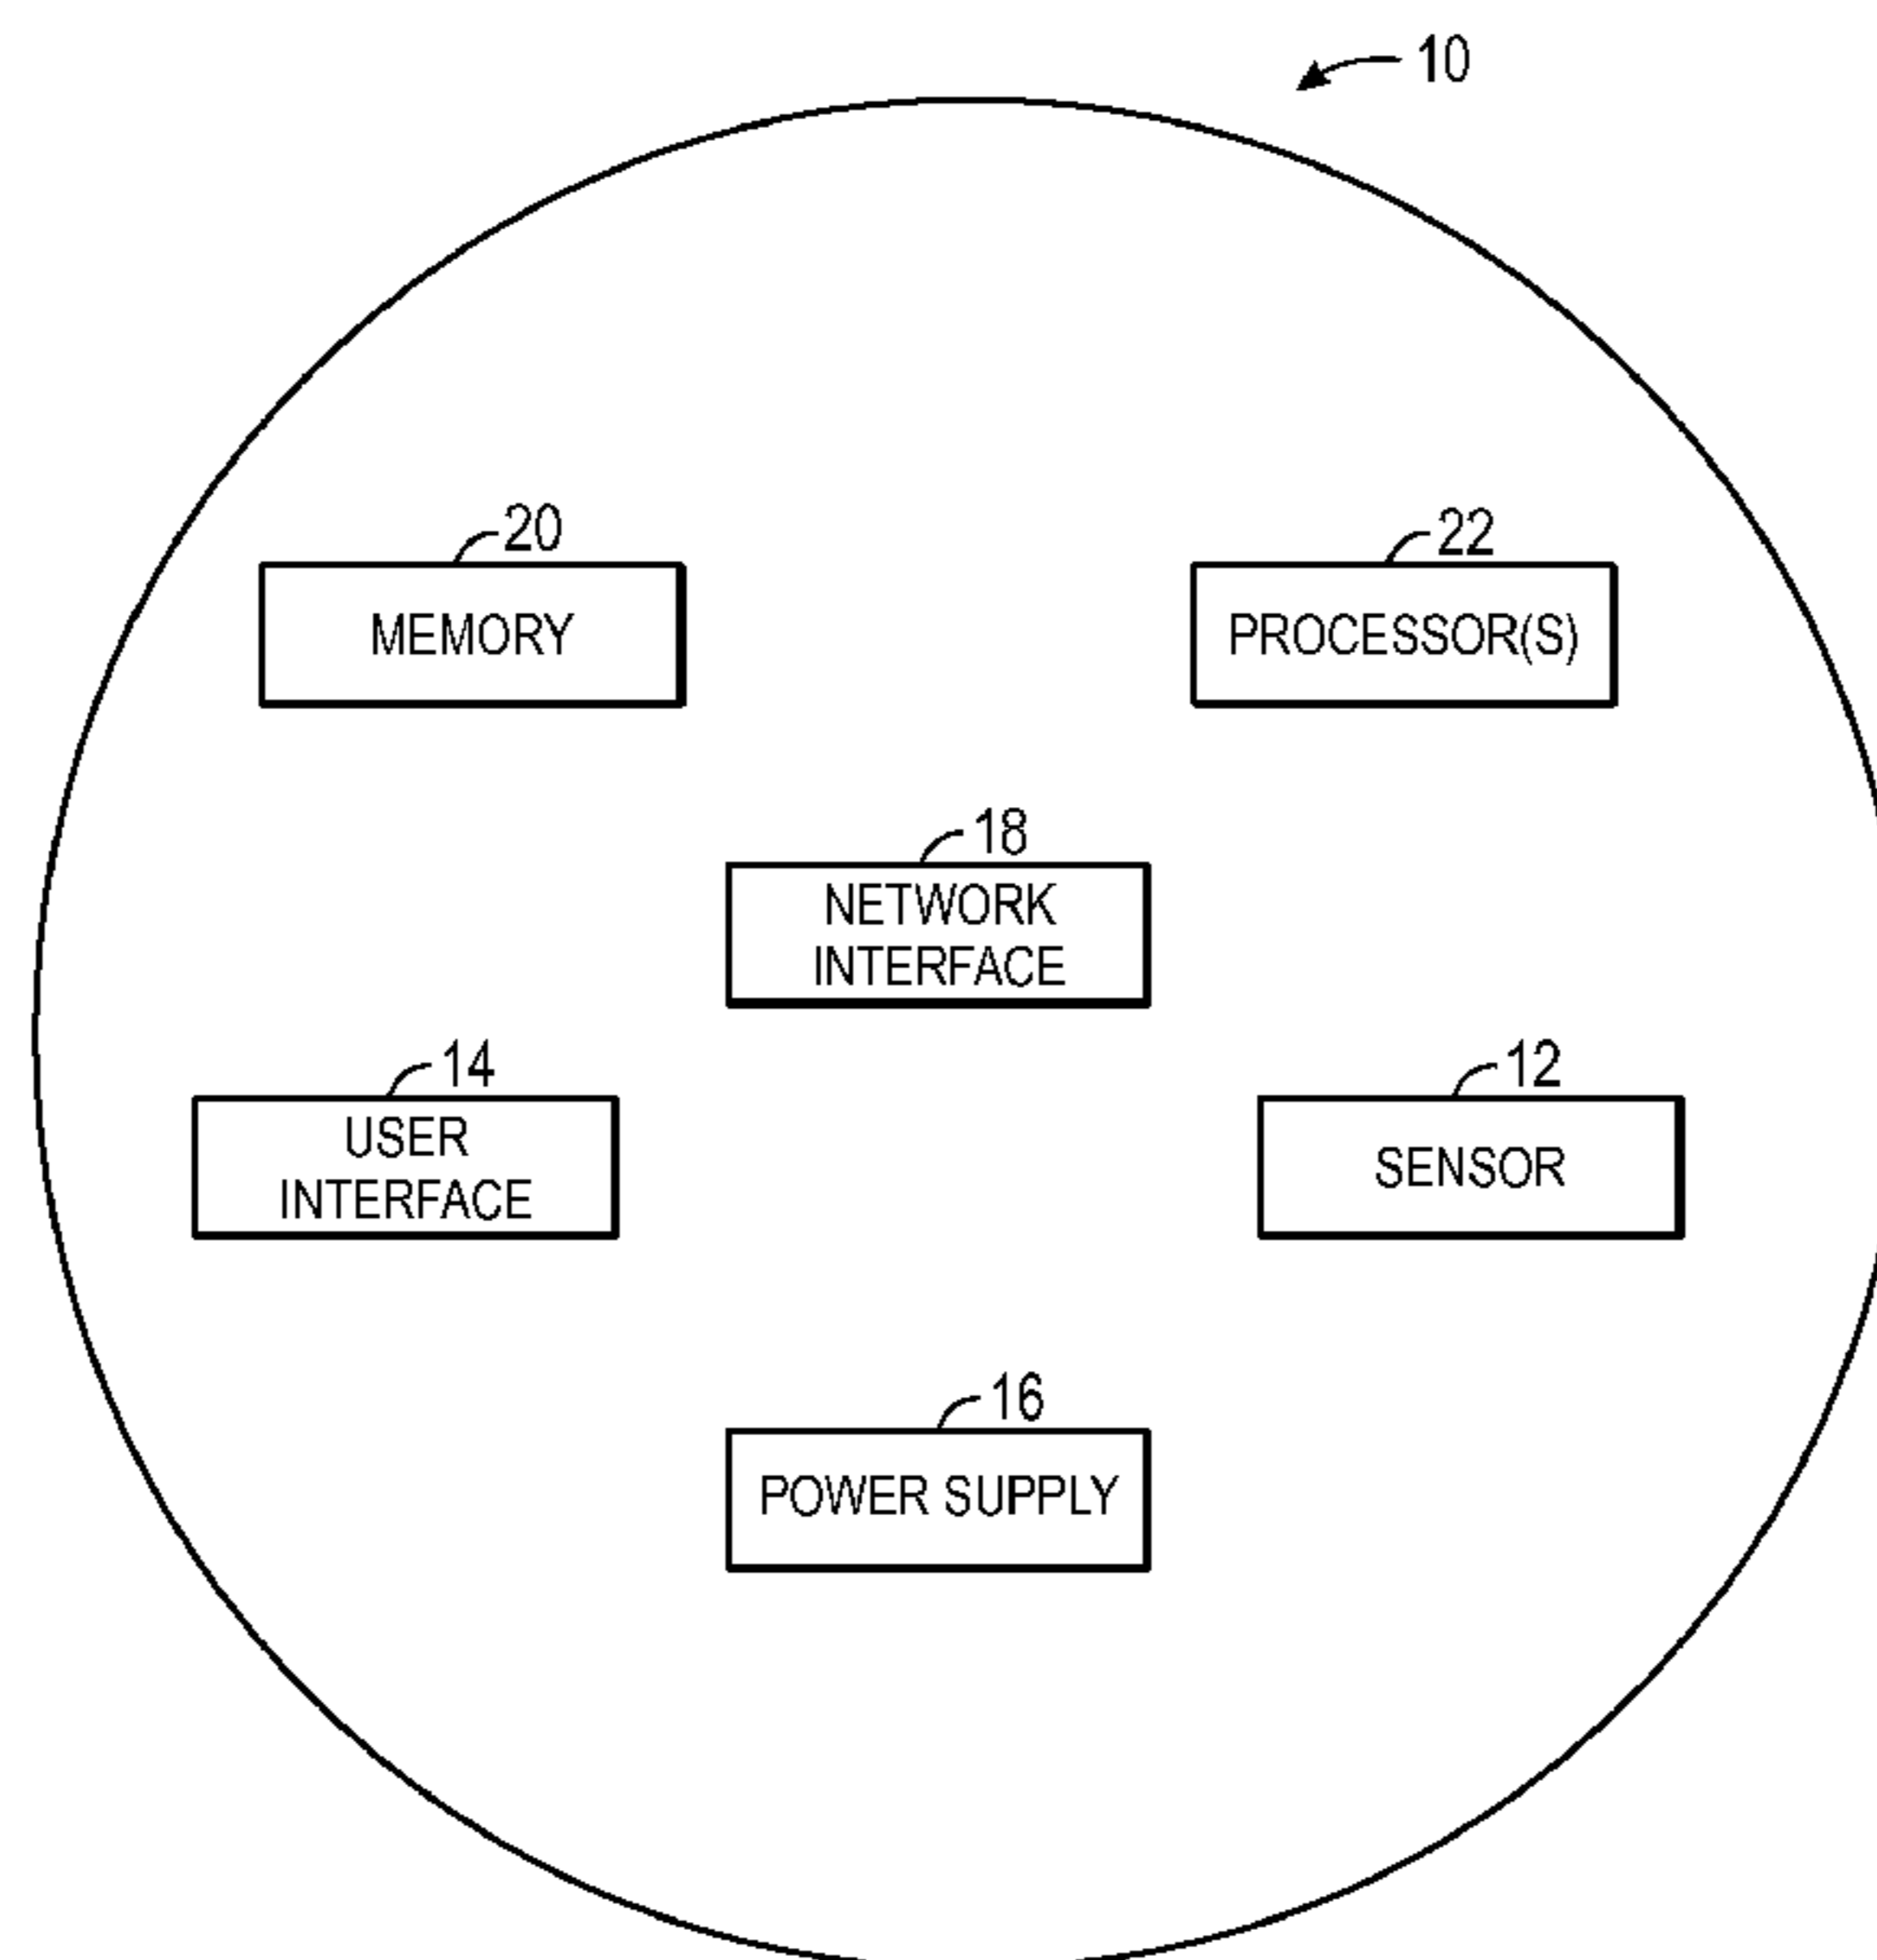 10
20
22
MEMORY
PROCESSOR(S)
18
NETWORK
INTERFACE
14
12
USER
INTERFACE
SENSOR
16
POWER SUPPLY